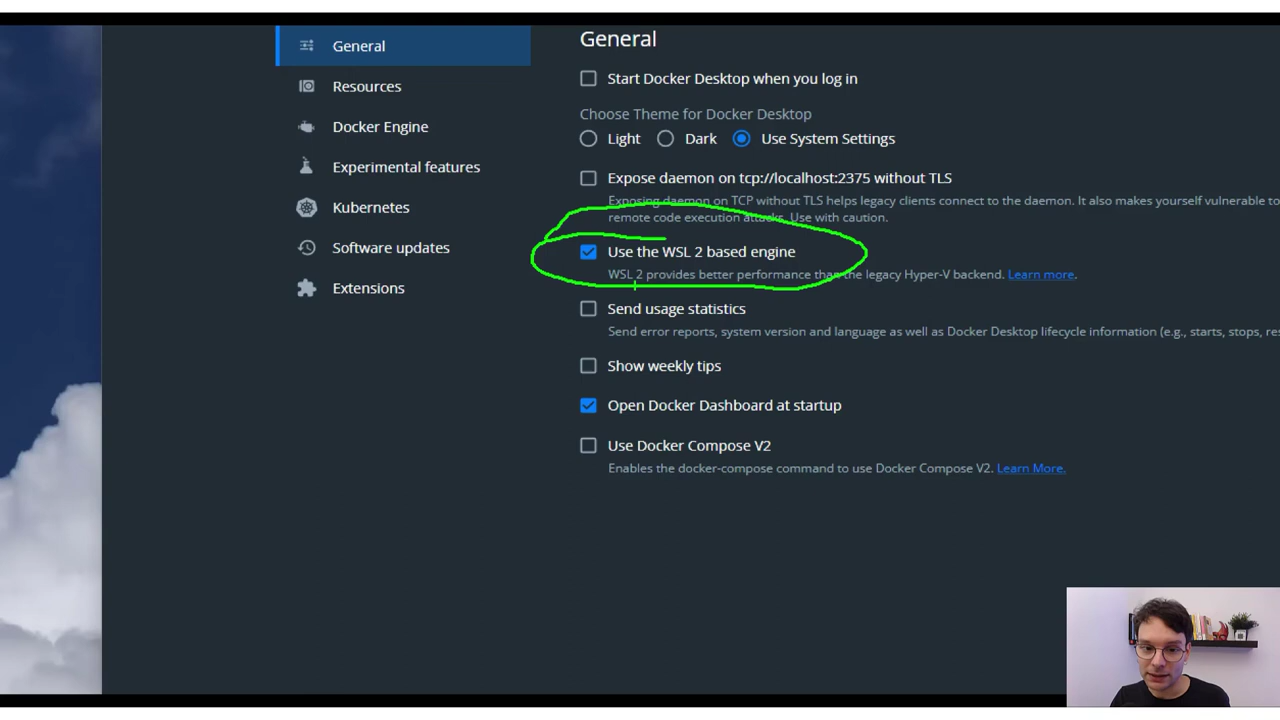 General
Resources
Docker Engine
Experimental features
Kubernetes
Software updates
Extensions
General
Start Docker Desktop when you log in
Choose Theme for Docker Desktop
Light Dark Use System Settings
Expose daemon on tcp://localhost:2375 without TLS
Exposing daemon on TCP without TLS helps legacy clients connect to the daemon. It also makes yourself vulnerable to
remote code execution attacks. Use with caution.
Use the WSL 2 based engine
WSL 2 provides better performance than the legacy Hyper-V backend. Learn more.
Send usage statistics
Send error reports, system version and language as well as Docker Desktop lifecycle information (e.g., starts, stops, res
Show weekly tips
Open Docker Dashboard at startup
Use Docker Compose V2
Enables the docker-compose command to use Docker Compose V2. Learn More.